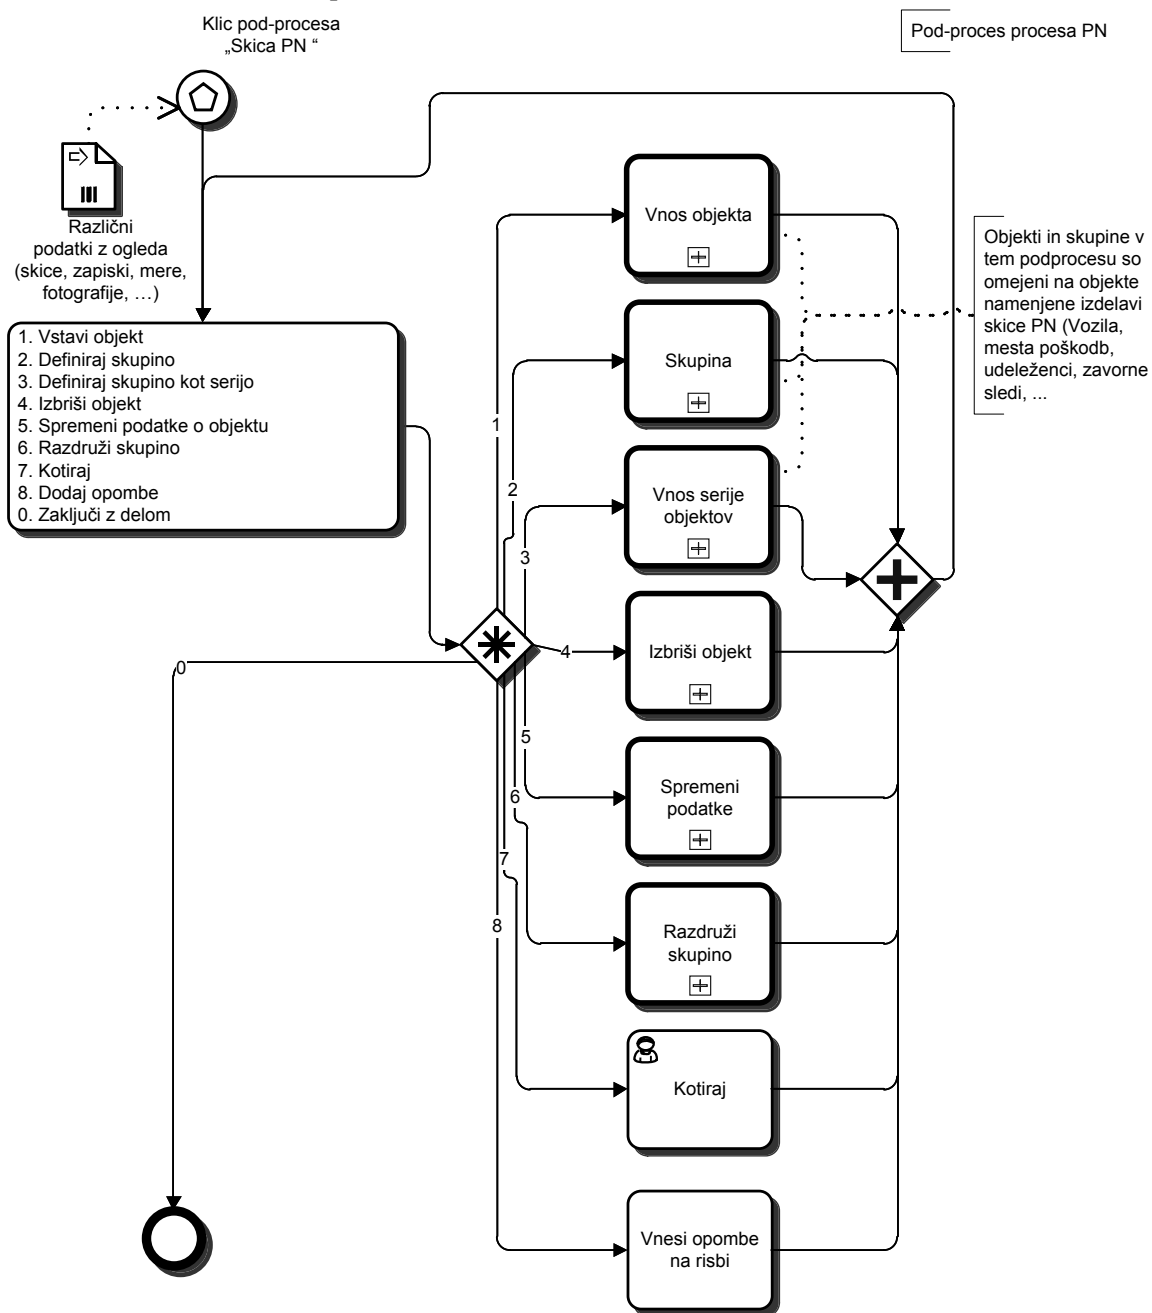 Klic pod-procesa
„Skica PN “
Pod-proces procesa PN
Različni
podatki z ogleda
(skice, zapiski, mere,
fotografije, …)
1. Vstavi objekt
2. Definiraj skupino
3. Definiraj skupino kot serijo
4. Izbriši objekt
5. Spremeni podatke o objektu
6. Razdruži skupino
7. Kotiraj
8. Dodaj opombe
0. Zaključi z delom
1
2
3
4
5
6
7
8
0
Vnos objekta
Skupina
Vnos serije
objektov
Izbriši objekt
Spremeni
podatke
Razdruži
skupino
Kotiraj
Vnesi opombe
na risbi
Objekti in skupine v
tem podprocesu so
omejeni na objekte
namenjene izdelavi
skice PN (Vozila,
mesta poškodb,
udeleženci, zavorne
sledi, ...